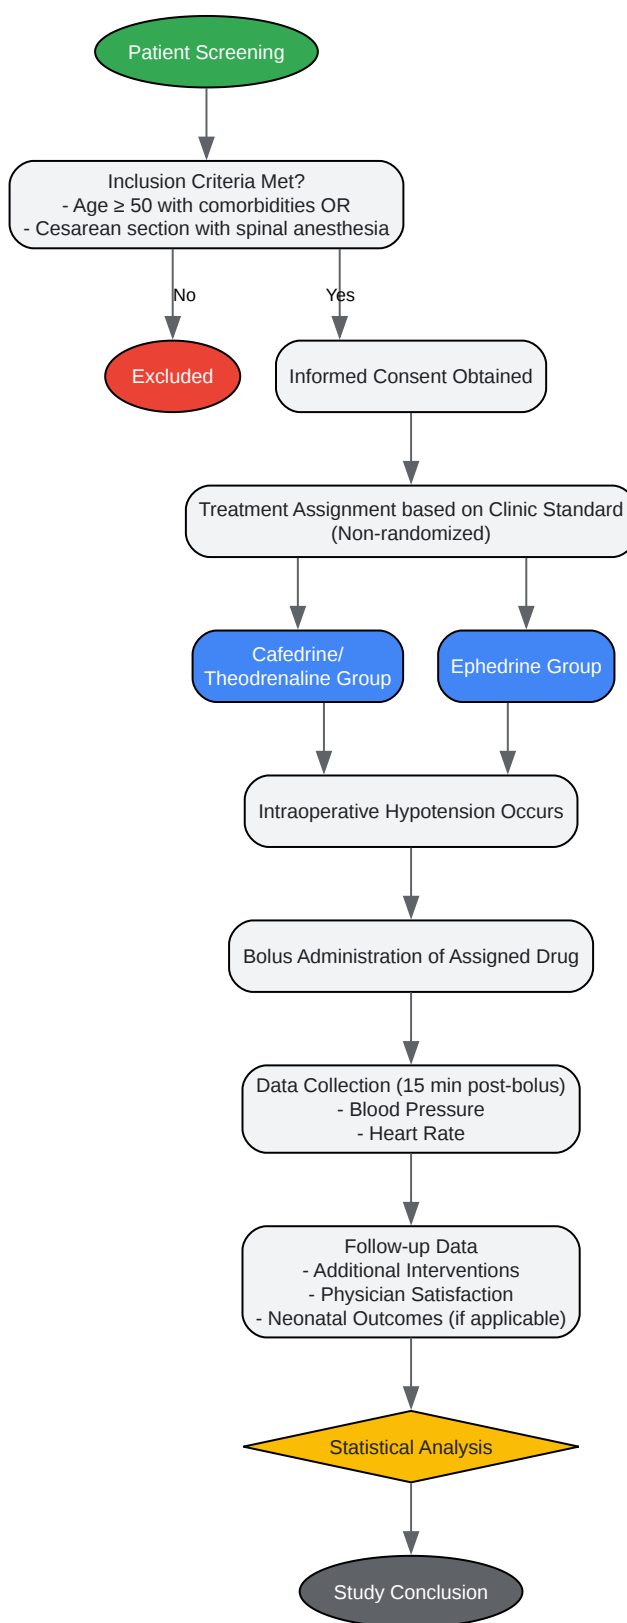 Patient Screening
Inclusion Criteria Met?
- Age ≥ 50 with comorbidities OR
- Cesarean section with spinal anesthesia
No
Yes
Excluded
Informed Consent Obtained
Treatment Assignment based on Clinic Standard
(Non-randomized)
Cafedrine/
Theodrenaline Group
Ephedrine Group
Intraoperative Hypotension Occurs
Bolus Administration of Assigned Drug
Data Collection (15 min post-bolus)
- Blood Pressure
- Heart Rate
Follow-up Data
- Additional Interventions
- Physician Satisfaction
- Neonatal Outcomes (if applicable)
Statistical Analysis
Study Conclusion